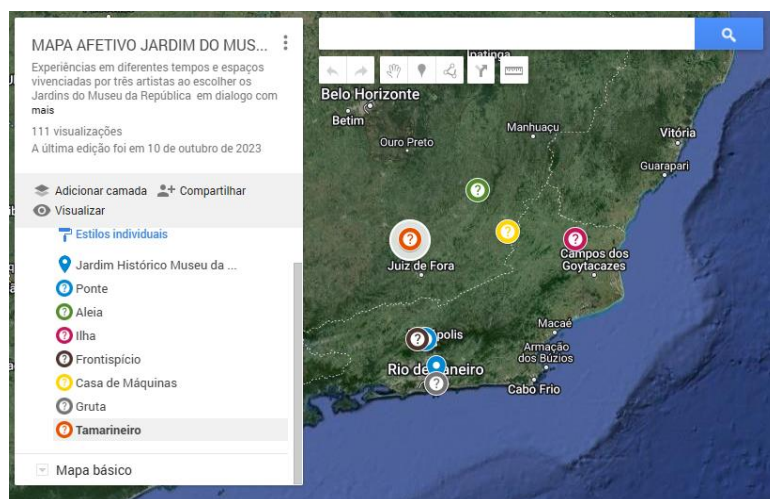 MAPA AFETIVO JARDIM DO MUS...
Experiências em diferentes tempos e espaços
vivenciadas por três artistas ao escolher os
Jardins do Museu da República em dialogo com
mais
111 visualizações
A última edição foi em 10 de outubro de 2023
Adicionar camada Compartilhar
Visualizar
Estilos individuais
Jardim Histórico Museu da ...
Ponte
Aleia
Ilha
Frontispício
Casa de Máquinas
Gruta
Tamarineiro
Mapa básico
Ipatinga
Belo Horizonte
Betim
Ouro Preto
Manhuaçu
Vitória
Guarapari
Juiz de Fora
Campos dos
Goytacazes
polis
Macaé
Armação
dos Búzios
Rio de Janeiro
Cabo Frio